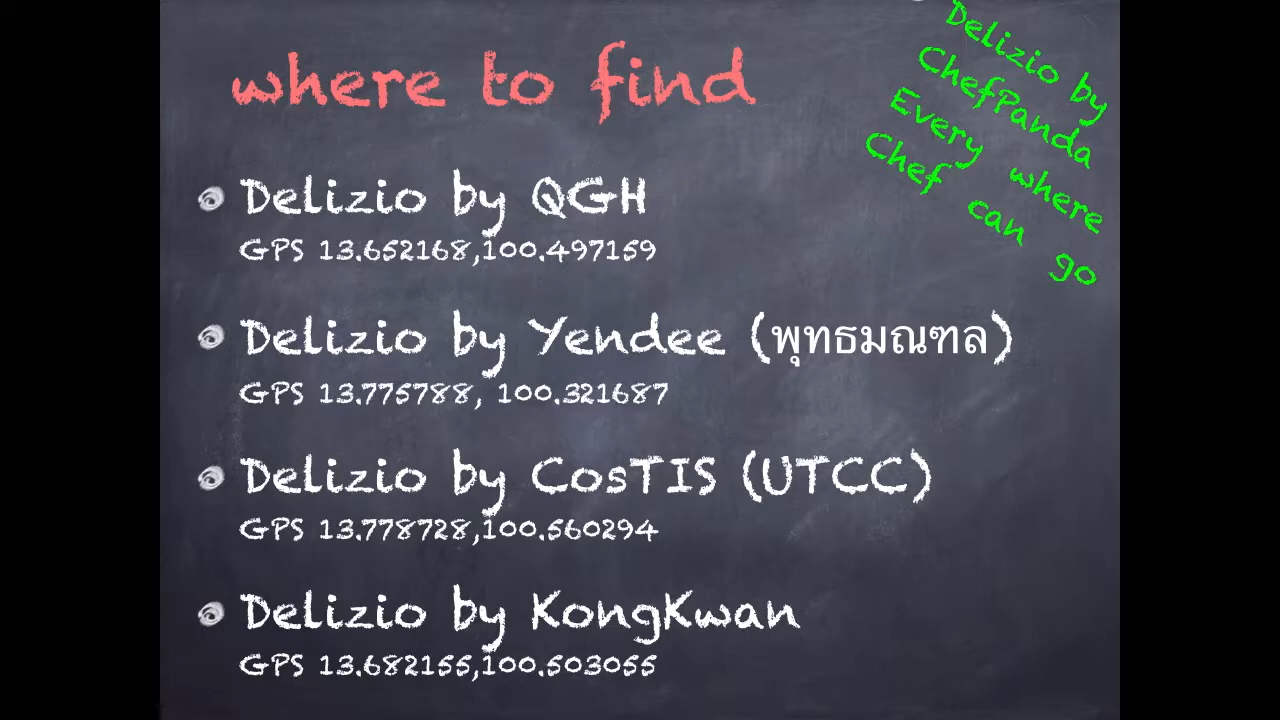 where to find
Delizio by
ChefPanda
Every where
Chef can go
Delizio by QGH
GPS 13.652168,100.497159
Delizio by Yendee (พุทธมณฑล)
GPS 13.775788, 100.321687
Delizio by CosTIS (UTCC)
GPS 13.778728,100.560294
Delizio by KongKwan
GPS 13.682155,100.503055